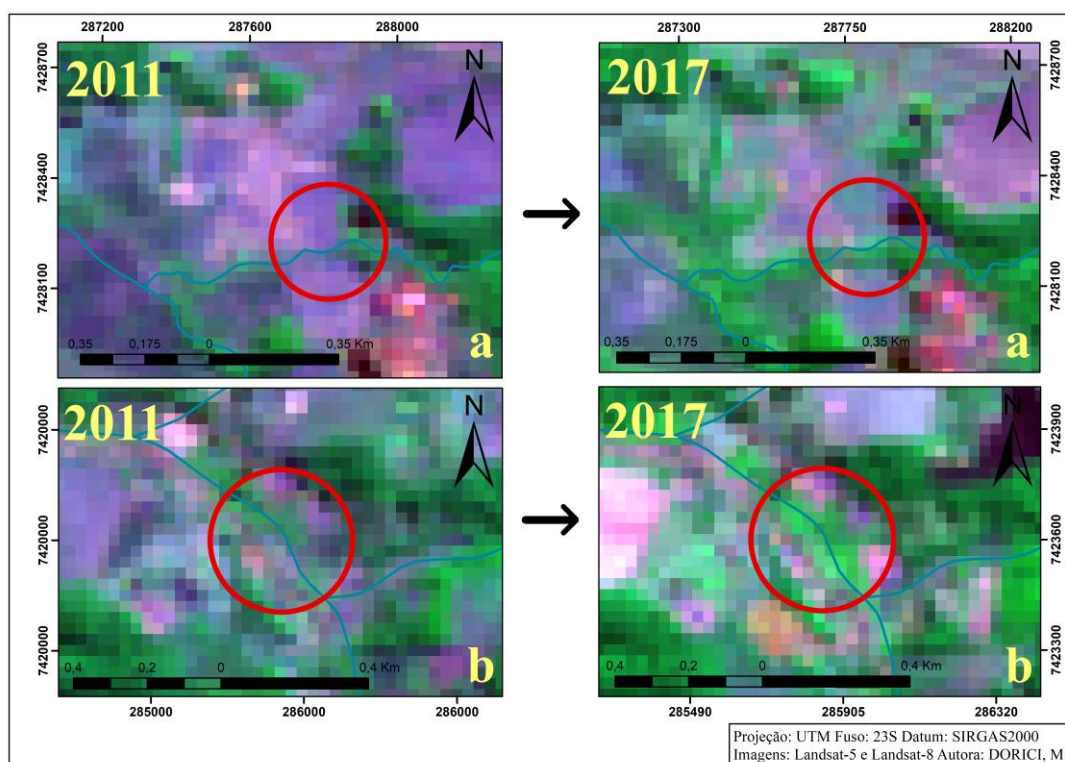 287200 287600 288000
287300 287750 288200
7428700
7428400
7428100
2011
N
0,35 0,175 0 0,35 Km
a
2017
N
0,35 0,175 0 0,35 Km
a
7428700
7428400
7428100
7420000
7420000
7420000
2011
N
0,4 0,2 0 0,4 Km
b
2017
N
0,4 0,2 0 0,4 Km
b
7423900
7423600
7423300
285000 286000 286000
285490 285905 286320
Projeção: UTM Fuso: 23S Datum: SIRGAS2000
Imagens: Landsat-5 e Landsat-8 Autora: DORICI, M